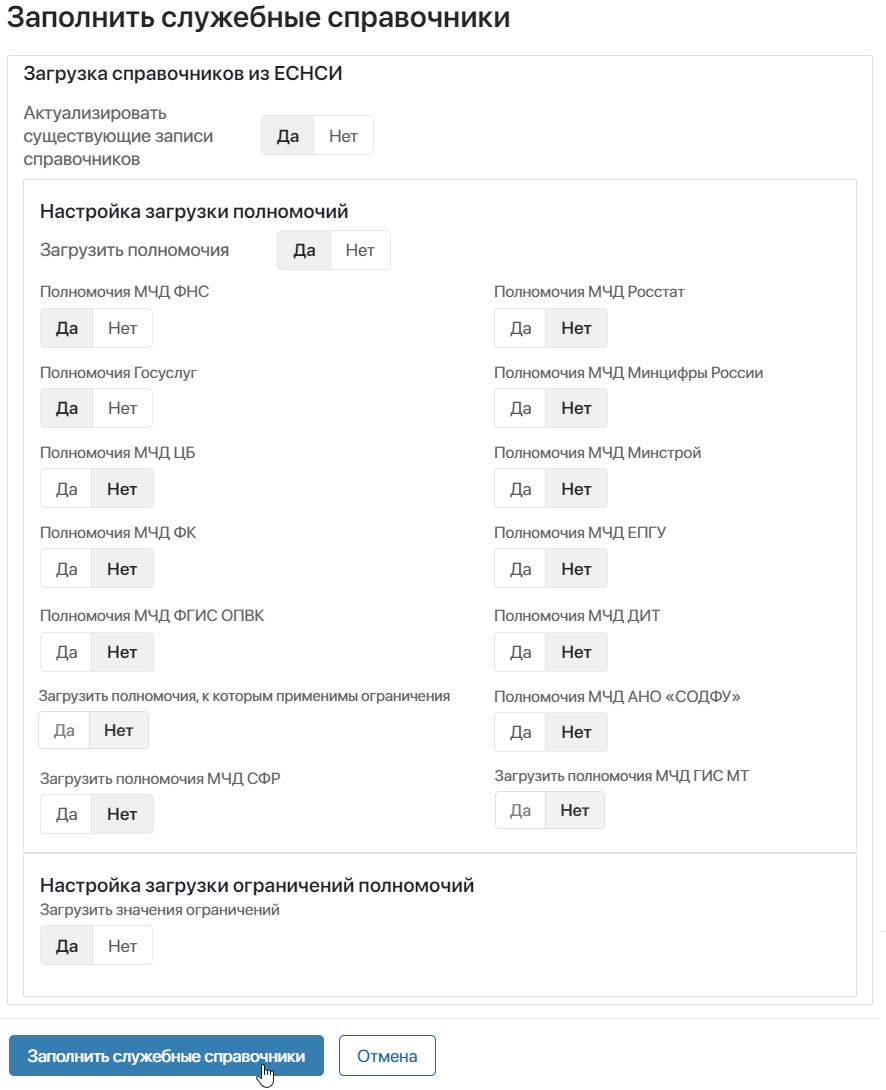 Заполнить служебные справочники
Загрузка справочников из ЕСНСИ
Актуализировать
существующие записи
справочников
Да Нет
Настройка загрузки полномочий
Загрузить полномочия Да Нет
Полномочия МЧД ФНС Полномочия МЧД Росстат
Да Нет Да Нет
Полномочия Госуслуг Полномочия МЧД Минцифры России
Да Нет Да Нет
Полномочия МЧД ЦБ Полномочия МЧД Минстрой
Да Нет Да Нет
Полномочия МЧД ФК Полномочия МЧД ЕПГУ
Да Нет Да Нет
Полномочия МЧД ФГИС ОПВК Полномочия МЧД ДИТ
Да Нет Да Нет
Загрузить полномочия, к которым применимы ограничения Полномочия МЧД АНО «СОДФУ»
Да Нет Да Нет
Загрузить полномочия МЧД СФР Загрузить полномочия МЧД ГИС МТ
Да Нет Да Нет
Настройка загрузки ограничений полномочий
Загрузить значения ограничений
Да Нет
Заполнить служебные справочники Отмена